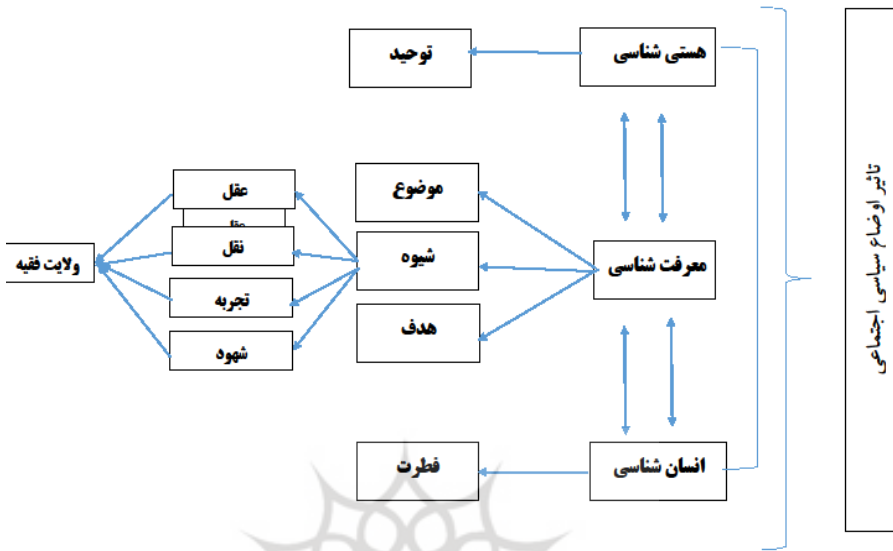 تاثیر اوضاع سیاسی اجتماعی
هستی شناسی
توحید
معرفت شناسی
موضوع
شیوه
هدف
عقل
نقل
تجربه
شهود
ولایت فقیه
انسان شناسی
فطرت